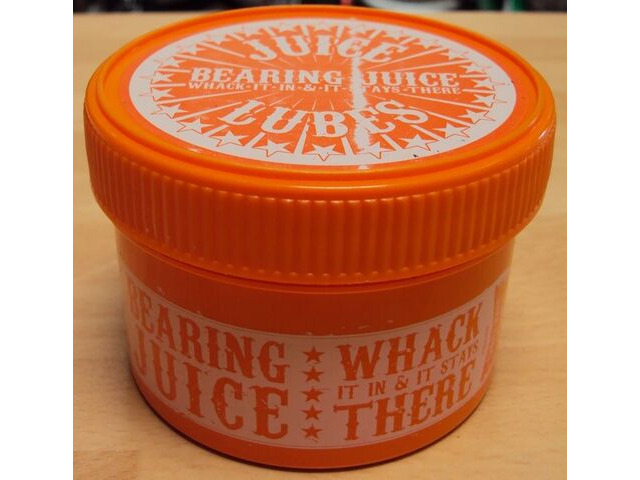 JUICE
BEARING JUICE
WHACK·IT·IN·&·IT·STAYS·THERE
LUBES
BEARING
JUICE
WHACK
IT IN & IT STAYS
THERE